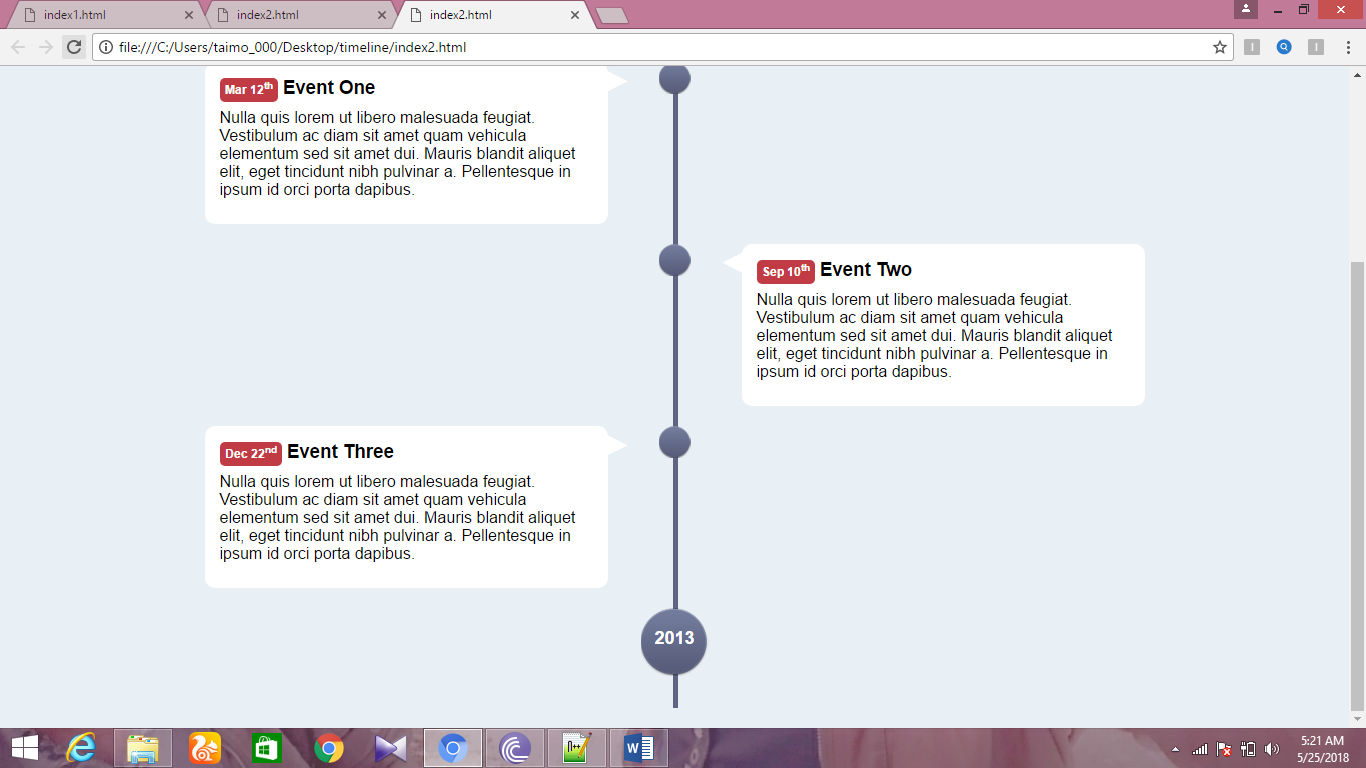 index1.html
index2.html
index2.html
file:///C:/Users/taimo_000/Desktop/timeline/index2.html
Mar 12th Event One
Nulla quis lorem ut libero malesuada feugiat.
Vestibulum ac diam sit amet quam vehicula
elementum sed sit amet dui. Mauris blandit aliquet
elit, eget tincidunt nibh pulvinar a. Pellentesque in
ipsum id orci porta dapibus.
Sep 10th Event Two
Nulla quis lorem ut libero malesuada feugiat.
Vestibulum ac diam sit amet quam vehicula
elementum sed sit amet dui. Mauris blandit aliquet
elit, eget tincidunt nibh pulvinar a. Pellentesque in
ipsum id orci porta dapibus.
Dec 22nd Event Three
Nulla quis lorem ut libero malesuada feugiat.
Vestibulum ac diam sit amet quam vehicula
elementum sed sit amet dui. Mauris blandit aliquet
elit, eget tincidunt nibh pulvinar a. Pellentesque in
ipsum id orci porta dapibus.
2013
5:21 AM
5/25/2018